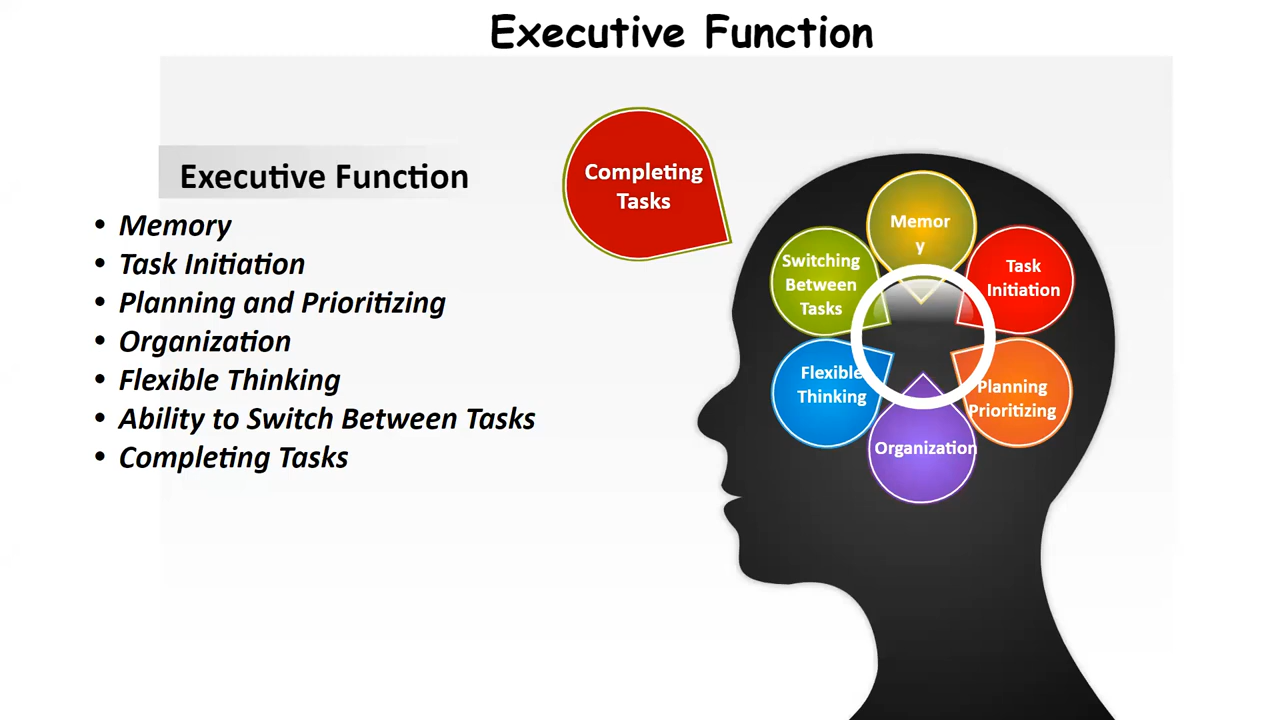 Executive Function
Executive Function
• Memory
• Task Initiation
• Planning and Prioritizing
• Organization
• Flexible Thinking
• Ability to Switch Between Tasks
• Completing Tasks
Completing
Tasks
Memor
y
Switching
Between
Tasks
Task
Initiation
Flexible
Thinking
Planning
Prioritizing
Organization